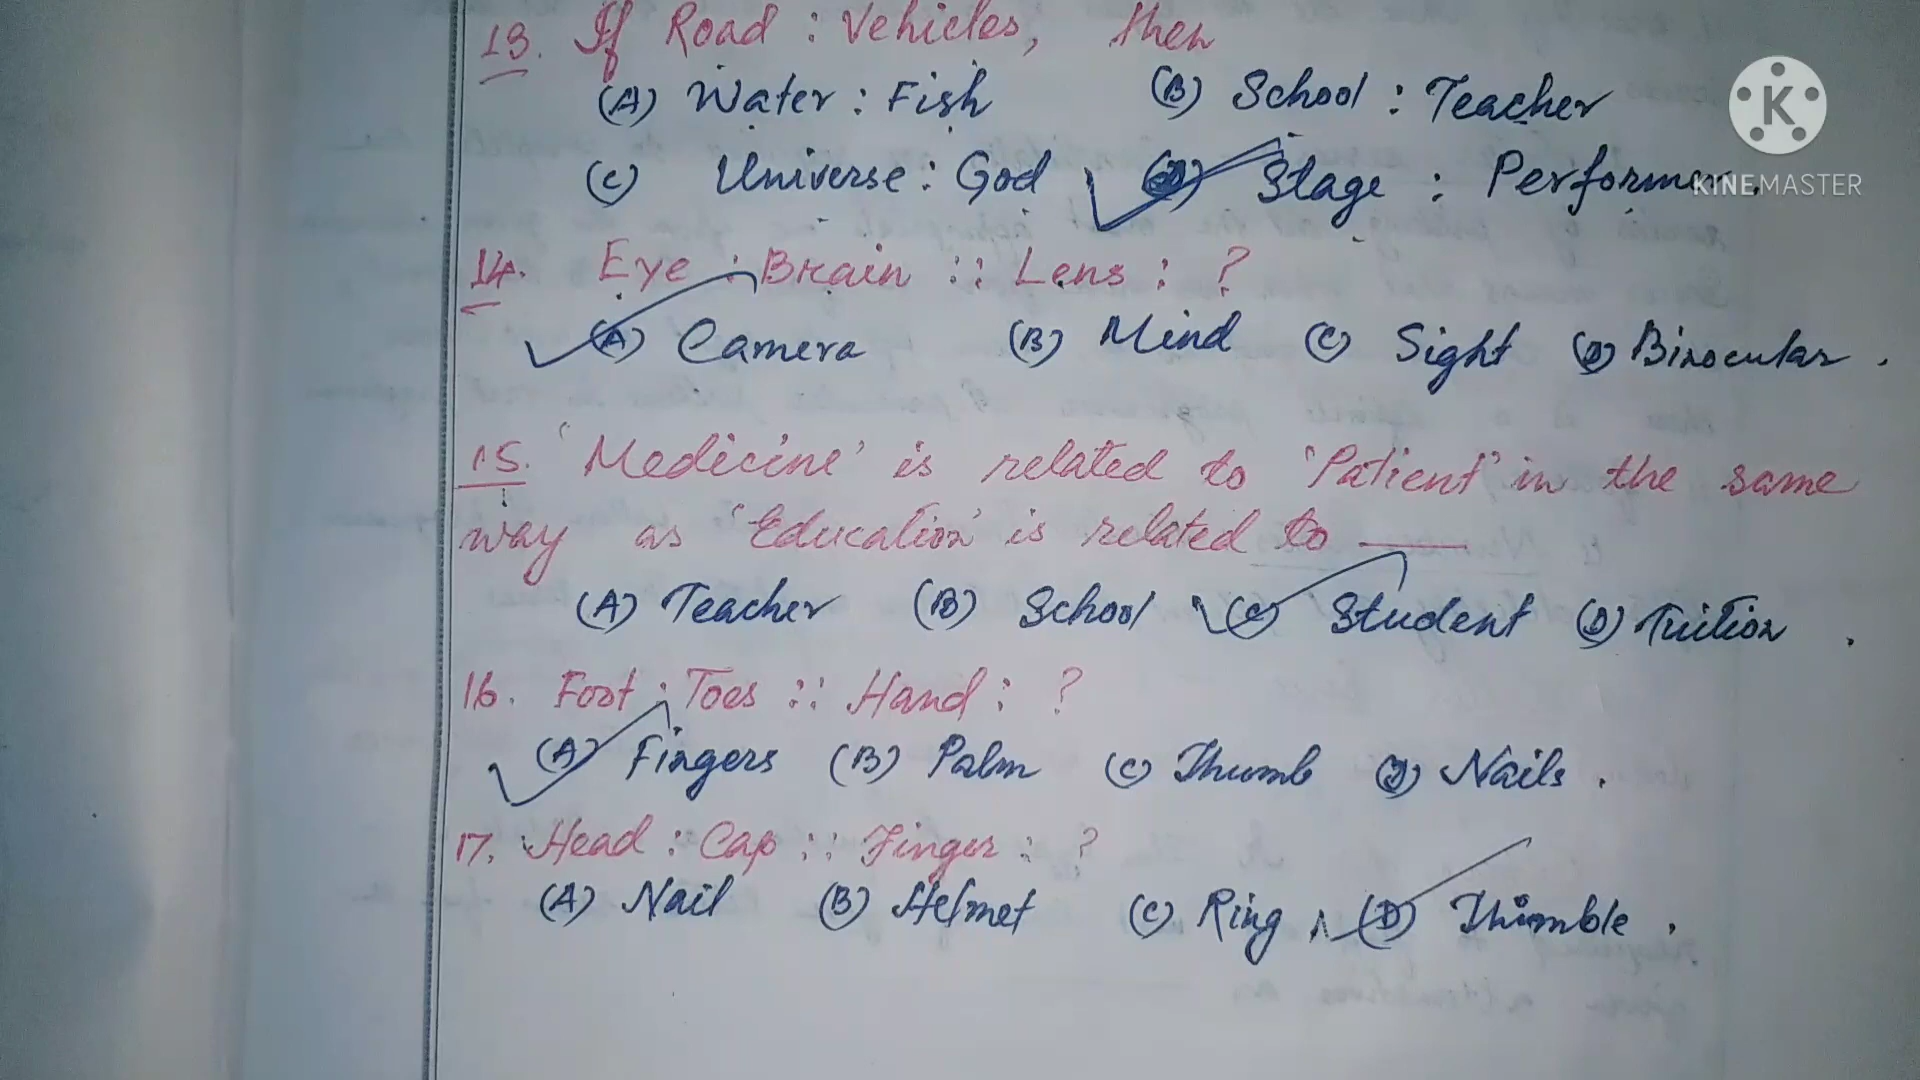 13. If Road : Vehicles, then
(A) Water : Fish (B) School : Teacher
(C) Universe : God (D) Stage : Performer.
14. Eye : Brain :: Lens : ?
(A) Camera (B) Mind (C) Sight (D) Binocular.
15. 'Medicine' is related to 'Patient' in the same
way as 'Education' is related to ____
(A) Teacher (B) School (C) Student (D) Tuition.
16. Foot : Toes :: Hand : ?
(A) Fingers (B) Palm (C) Thumb (D) Nails.
17. Head : Cap :: Finger : ?
(A) Nail (B) Helmet (C) Ring (D) Thimble.
K
KINEMASTER